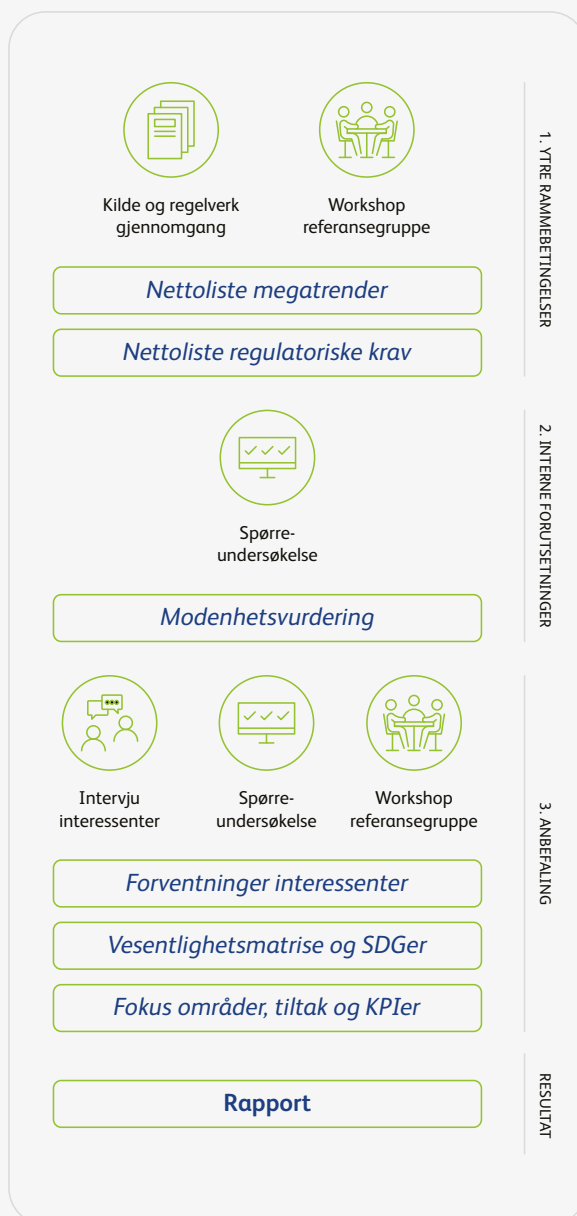 Kilde og regelverk
gjennomgang
Workshop
referansegruppe
Nettoliste megatrender
Nettoliste regulatoriske krav
1. YTRE RAMMEBETINGELSER
Spørre-
undersøkelse
Modenhetsvurdering
2. INTERNE FORUTSETNINGER
Intervju
interessenter
Spørre-
undersøkelse
Workshop
referansegruppe
Forventninger interessenter
Vesentlighetsmatrise og SDGer
Fokus områder, tiltak og KPIer
3. ANBEFALING
Rapport
RESULTAT